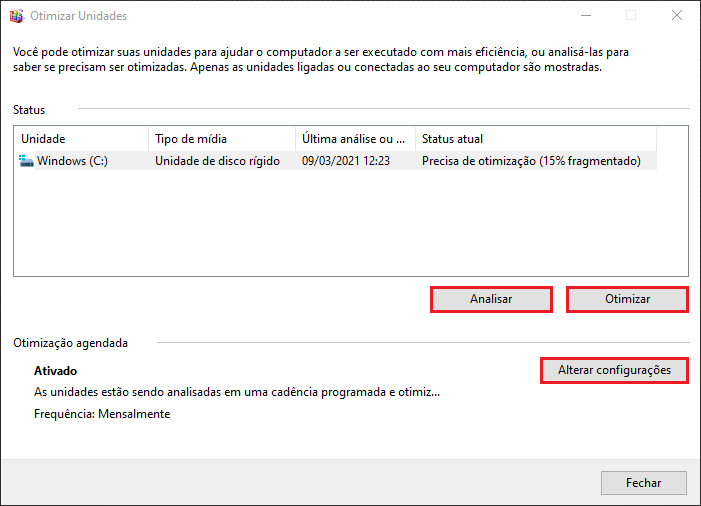 Otimizar Unidades
Você pode otimizar suas unidades para ajudar o computador a ser executado com mais eficiência, ou analisá-las para
saber se precisam ser otimizadas. Apenas as unidades ligadas ou conectadas ao seu computador são mostradas.
Status
Unidade Tipo de mídia Última análise ou ... Status atual
Windows (C:) Unidade de disco rígido 09/03/2021 12:23 Precisa de otimização (15% fragmentado)
Analisar Otimizar
Otimização agendada
Ativado Alterar configurações
As unidades estão sendo analisadas em uma cadência programada e otimiz...
Frequência: Mensalmente
Fechar